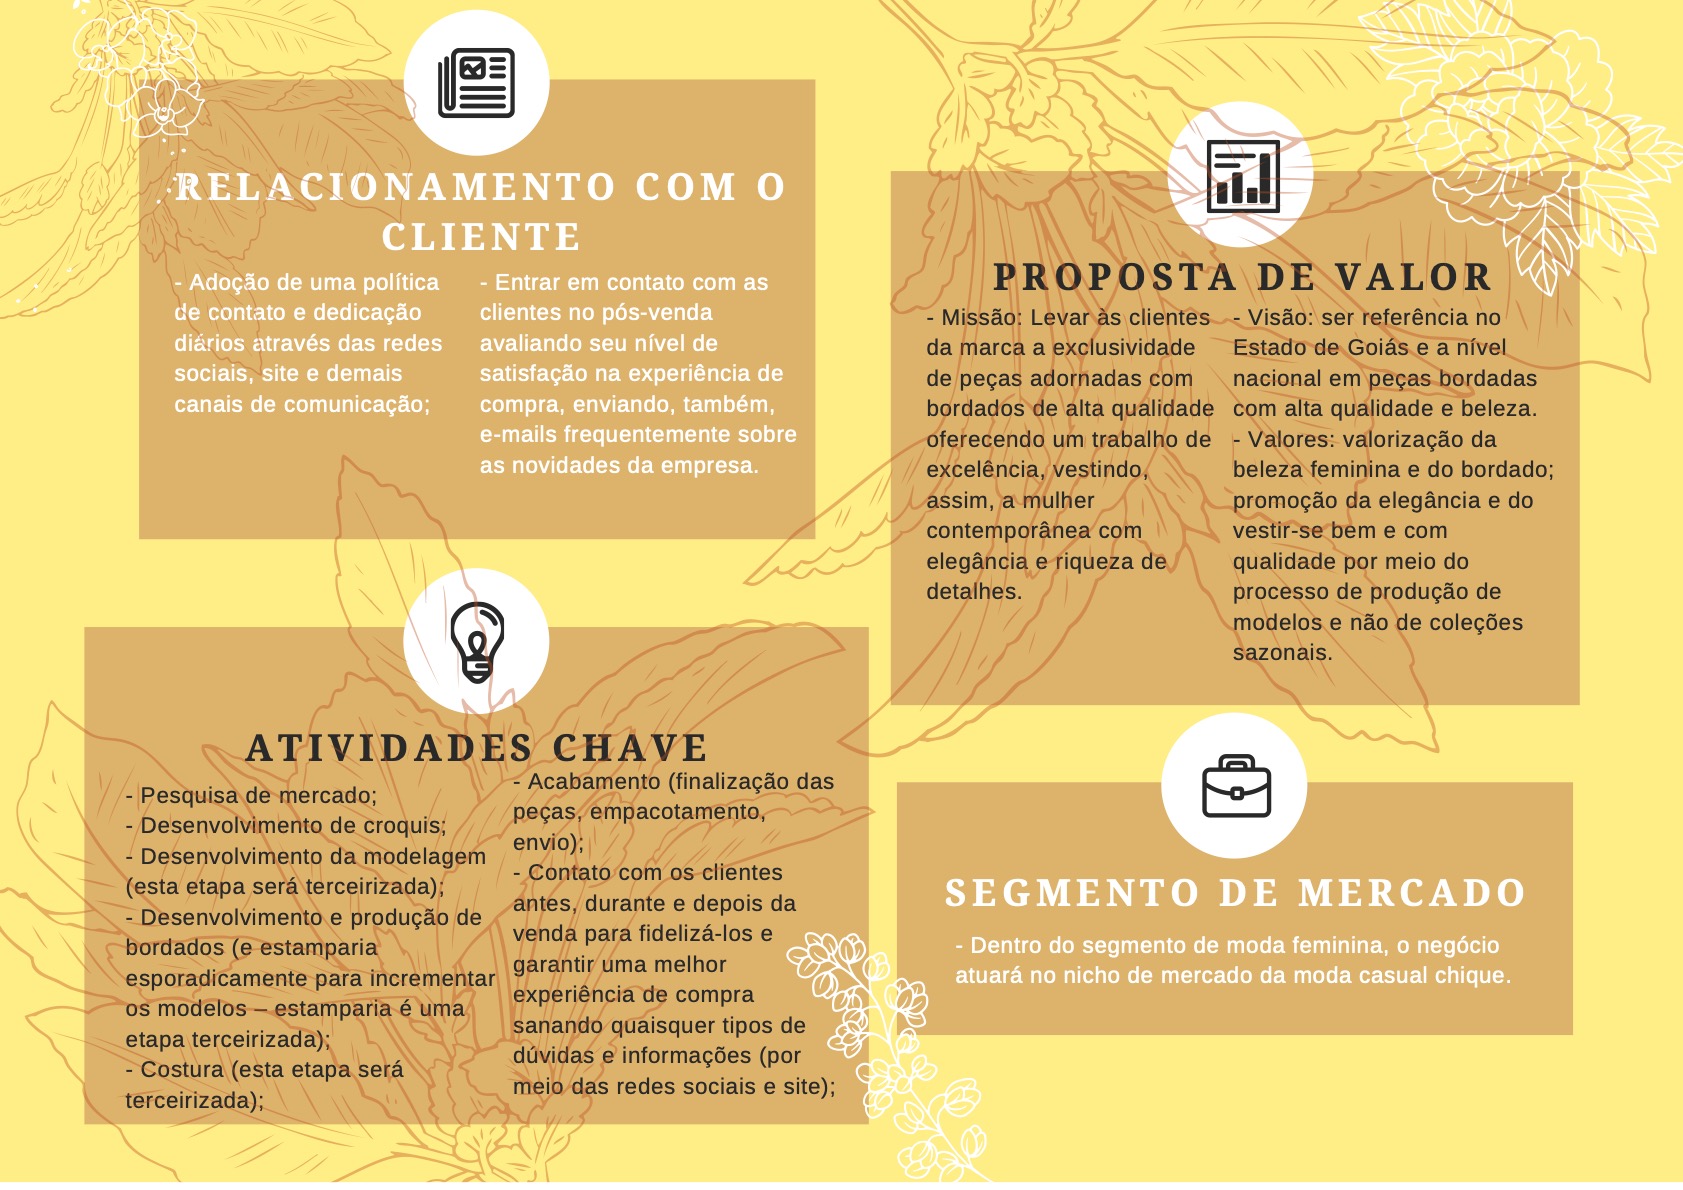 RELACIONAMENTO COM O
CLIENTE
- Adoção de uma política
de contato e dedicação
diários através das redes
sociais, site e demais
canais de comunicação;
- Entrar em contato com as
clientes no pós-venda
avaliando seu nível de
satisfação na experiência de
compra, enviando, também,
e-mails frequentemente sobre
as novidades da empresa.
PROPOSTA DE VALOR
- Missão: Levar às clientes
da marca a exclusividade
de peças adornadas com
bordados de alta qualidade
oferecendo um trabalho de
excelência, vestindo,
assim, a mulher
contemporânea com
elegância e riqueza de
detalhes.
- Visão: ser referência no
Estado de Goiás e a nível
nacional em peças bordadas
com alta qualidade e beleza.
- Valores: valorização da
beleza feminina e do bordado;
promoção da elegância e do
vestir-se bem e com
qualidade por meio do
processo de produção de
modelos e não de coleções
sazonais.
ATIVIDADES CHAVE
- Pesquisa de mercado;
- Desenvolvimento de croquis;
- Desenvolvimento da modelagem
(esta etapa será terceirizada);
- Desenvolvimento e produção de
bordados (e estamparia
esporadicamente para incrementar
os modelos – estamparia é uma
etapa terceirizada);
- Costura (esta etapa será
terceirizada);
- Acabamento (finalização das
peças, empacotamento,
envio);
- Contato com os clientes
antes, durante e depois da
venda para fidelizá-los e
garantir uma melhor
experiência de compra
sanando quaisquer tipos de
dúvidas e informações (por
meio das redes sociais e site);
SEGMENTO DE MERCADO
- Dentro do segmento de moda feminina, o negócio
atuará no nicho de mercado da moda casual chique.